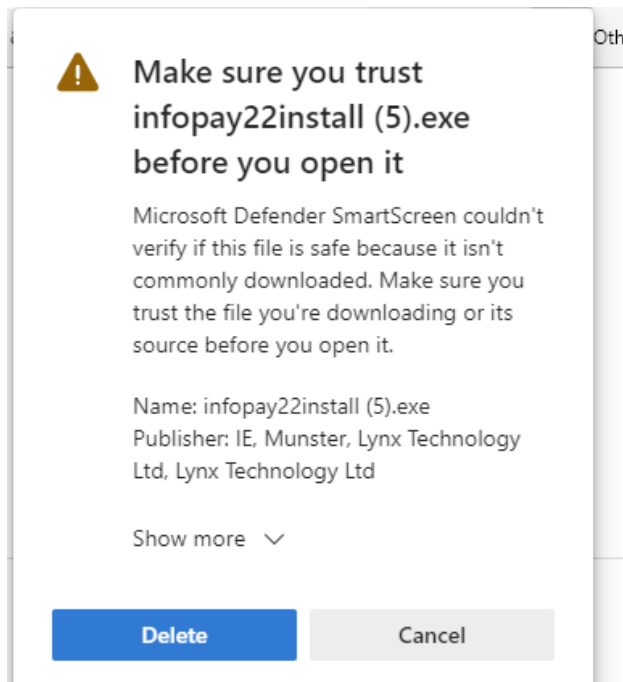 Oth
Make sure you trust
infopay22install (5).exe
before you open it
Microsoft Defender SmartScreen couldn't
verify if this file is safe because it isn't
commonly downloaded. Make sure you
trust the file you're downloading or its
source before you open it.
Name: infopay22install (5).exe
Publisher: IE, Munster, Lynx Technology
Ltd, Lynx Technology Ltd
Show more
Delete
Cancel